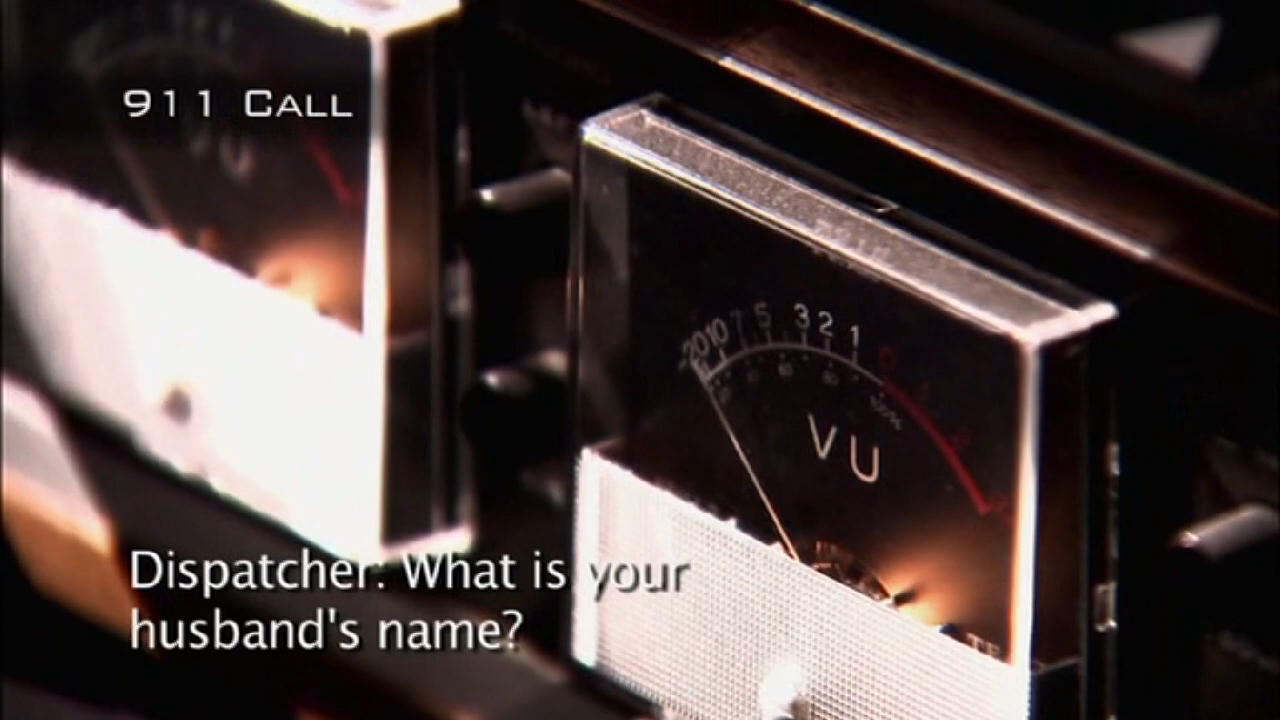 911 CALL
20 10 7 5 3 2 1 0
VU
Dispatcher: What is your
husband's name?